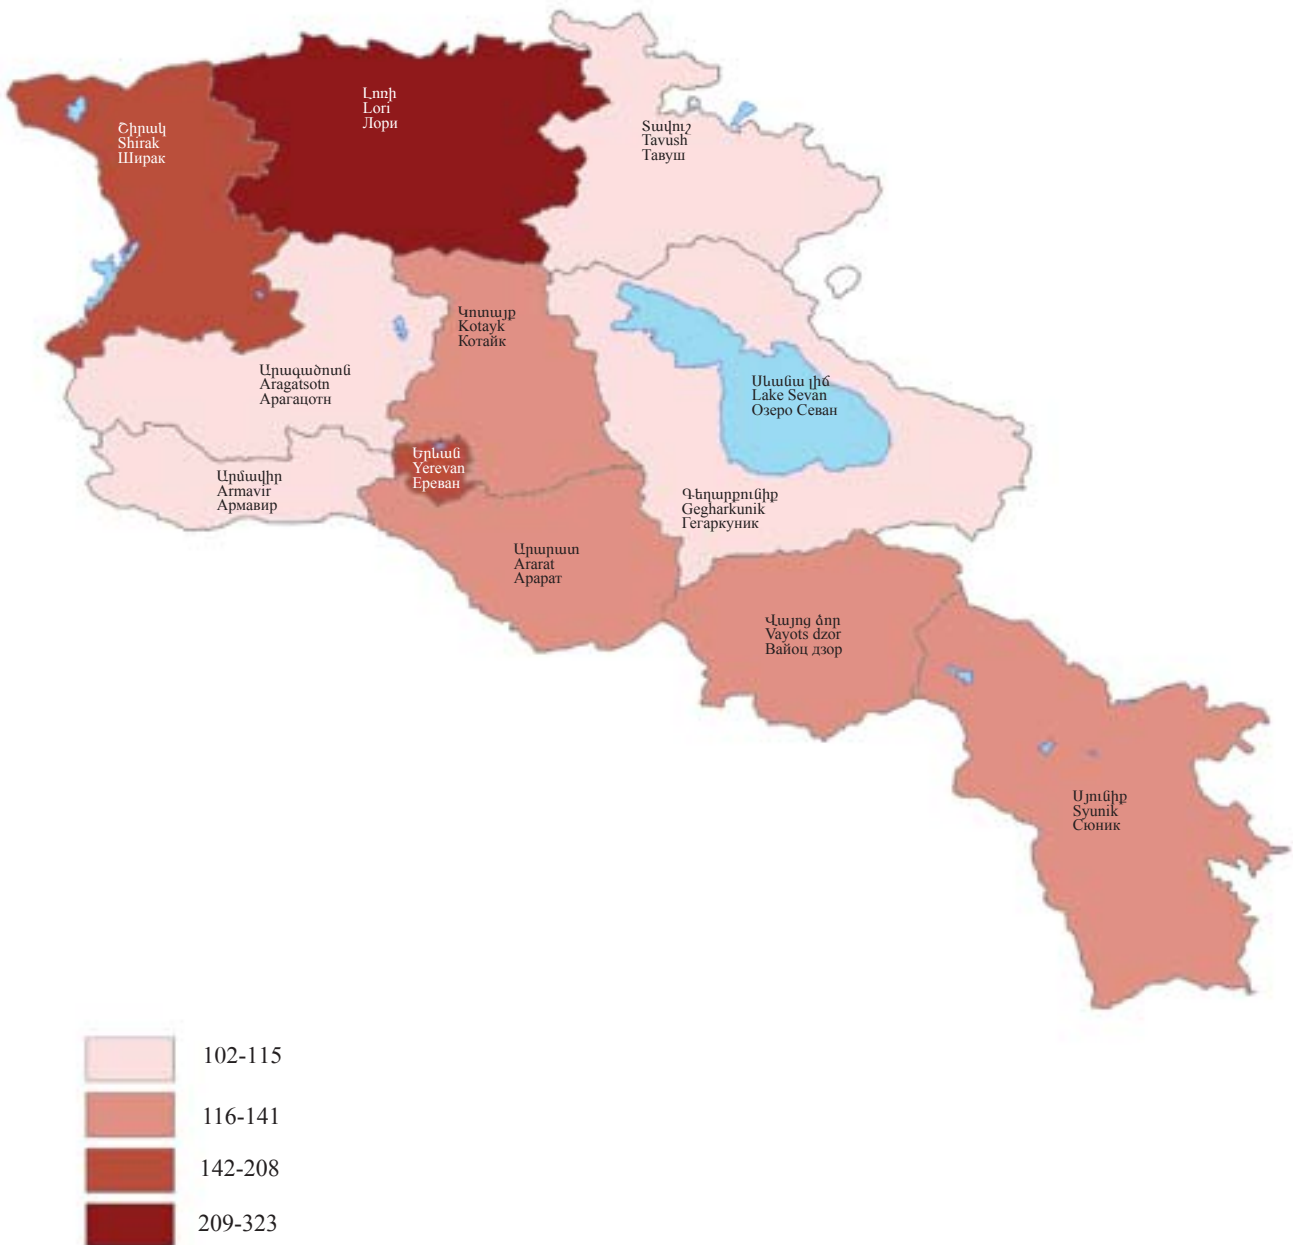 Լոռի
Lori
Лори
Շիրակ
Shirak
Ширак
Տավուշ
Tavush
Тавуш
Կոտայք
Kotayk
Котайк
Արագածոտն
Aragatsotn
Арагацотн
Սևանա լիճ
Lake Sevan
Озеро Севан
Երևան
Yerevan
Ереван
Արմավիր
Armavir
Армавир
Գեղարքունիք
Gegharkunik
Гегаркуник
Արարատ
Ararat
Арарат
Վայոց ձոր
Vayots dzor
Вайоц дзор
Սյունիք
Syunik
Сюник
102-115
116-141
142-208
209-323